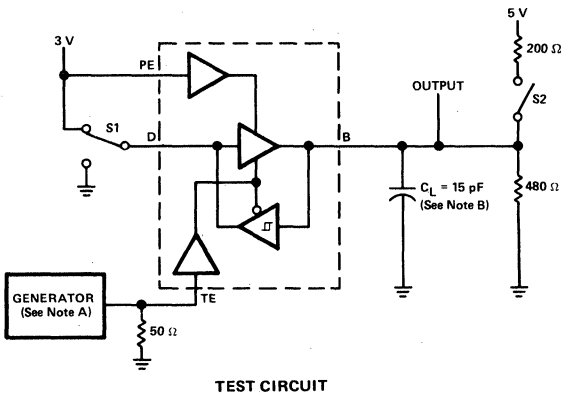 5 V
3 V
200 Ω
PE
OUTPUT
S1
S2
D
B
C_L = 15 pF
(See Note B)
480 Ω
GENERATOR
(See Note A)
TE
50 Ω
TEST CIRCUIT